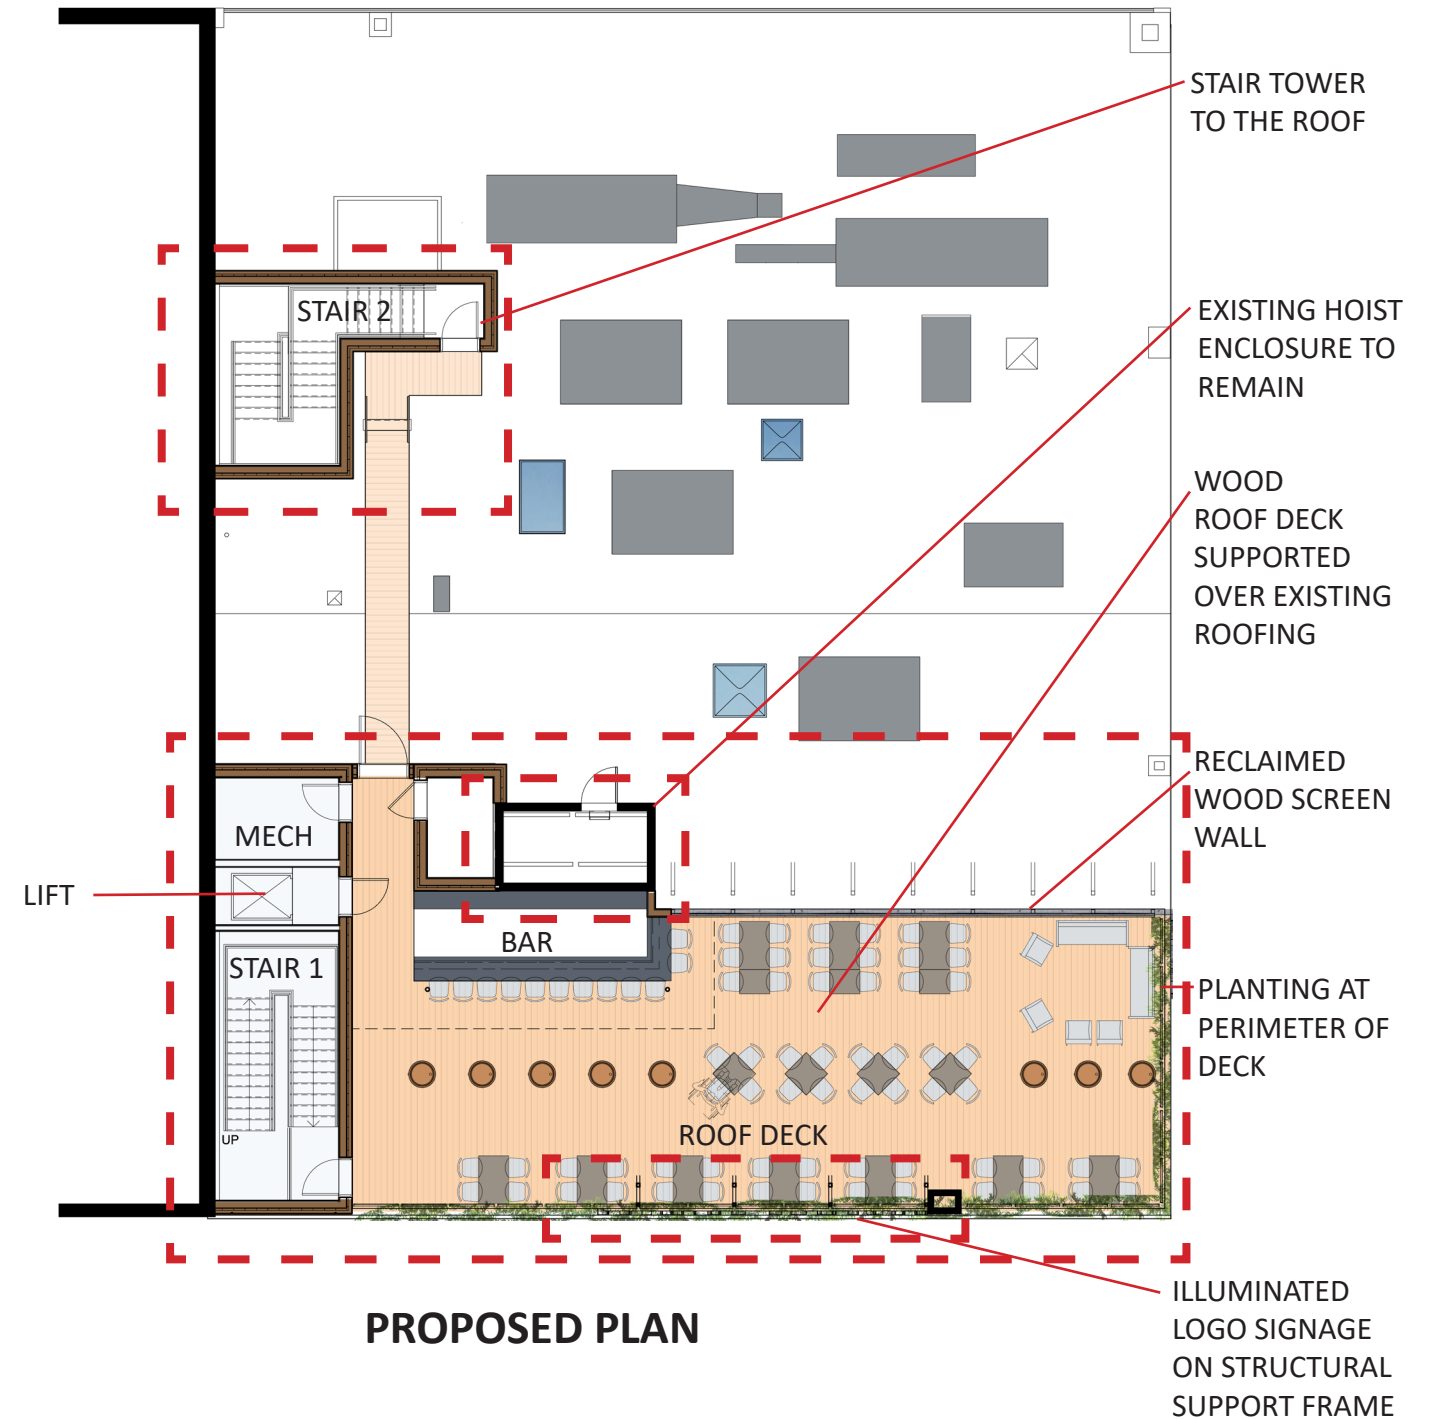 STAIR TOWER
TO THE ROOF
STAIR 2
EXISTING HOIST
ENCLOSURE TO
REMAIN
WOOD
ROOF DECK
SUPPORTED
OVER EXISTING
ROOFING
RECLAIMED
WOOD SCREEN
WALL
MECH
LIFT
BAR
STAIR 1
PLANTING AT
PERIMETER OF
DECK
UP
ROOF DECK
ILLUMINATED
LOGO SIGNAGE
ON STRUCTURAL
SUPPORT FRAME
PROPOSED PLAN